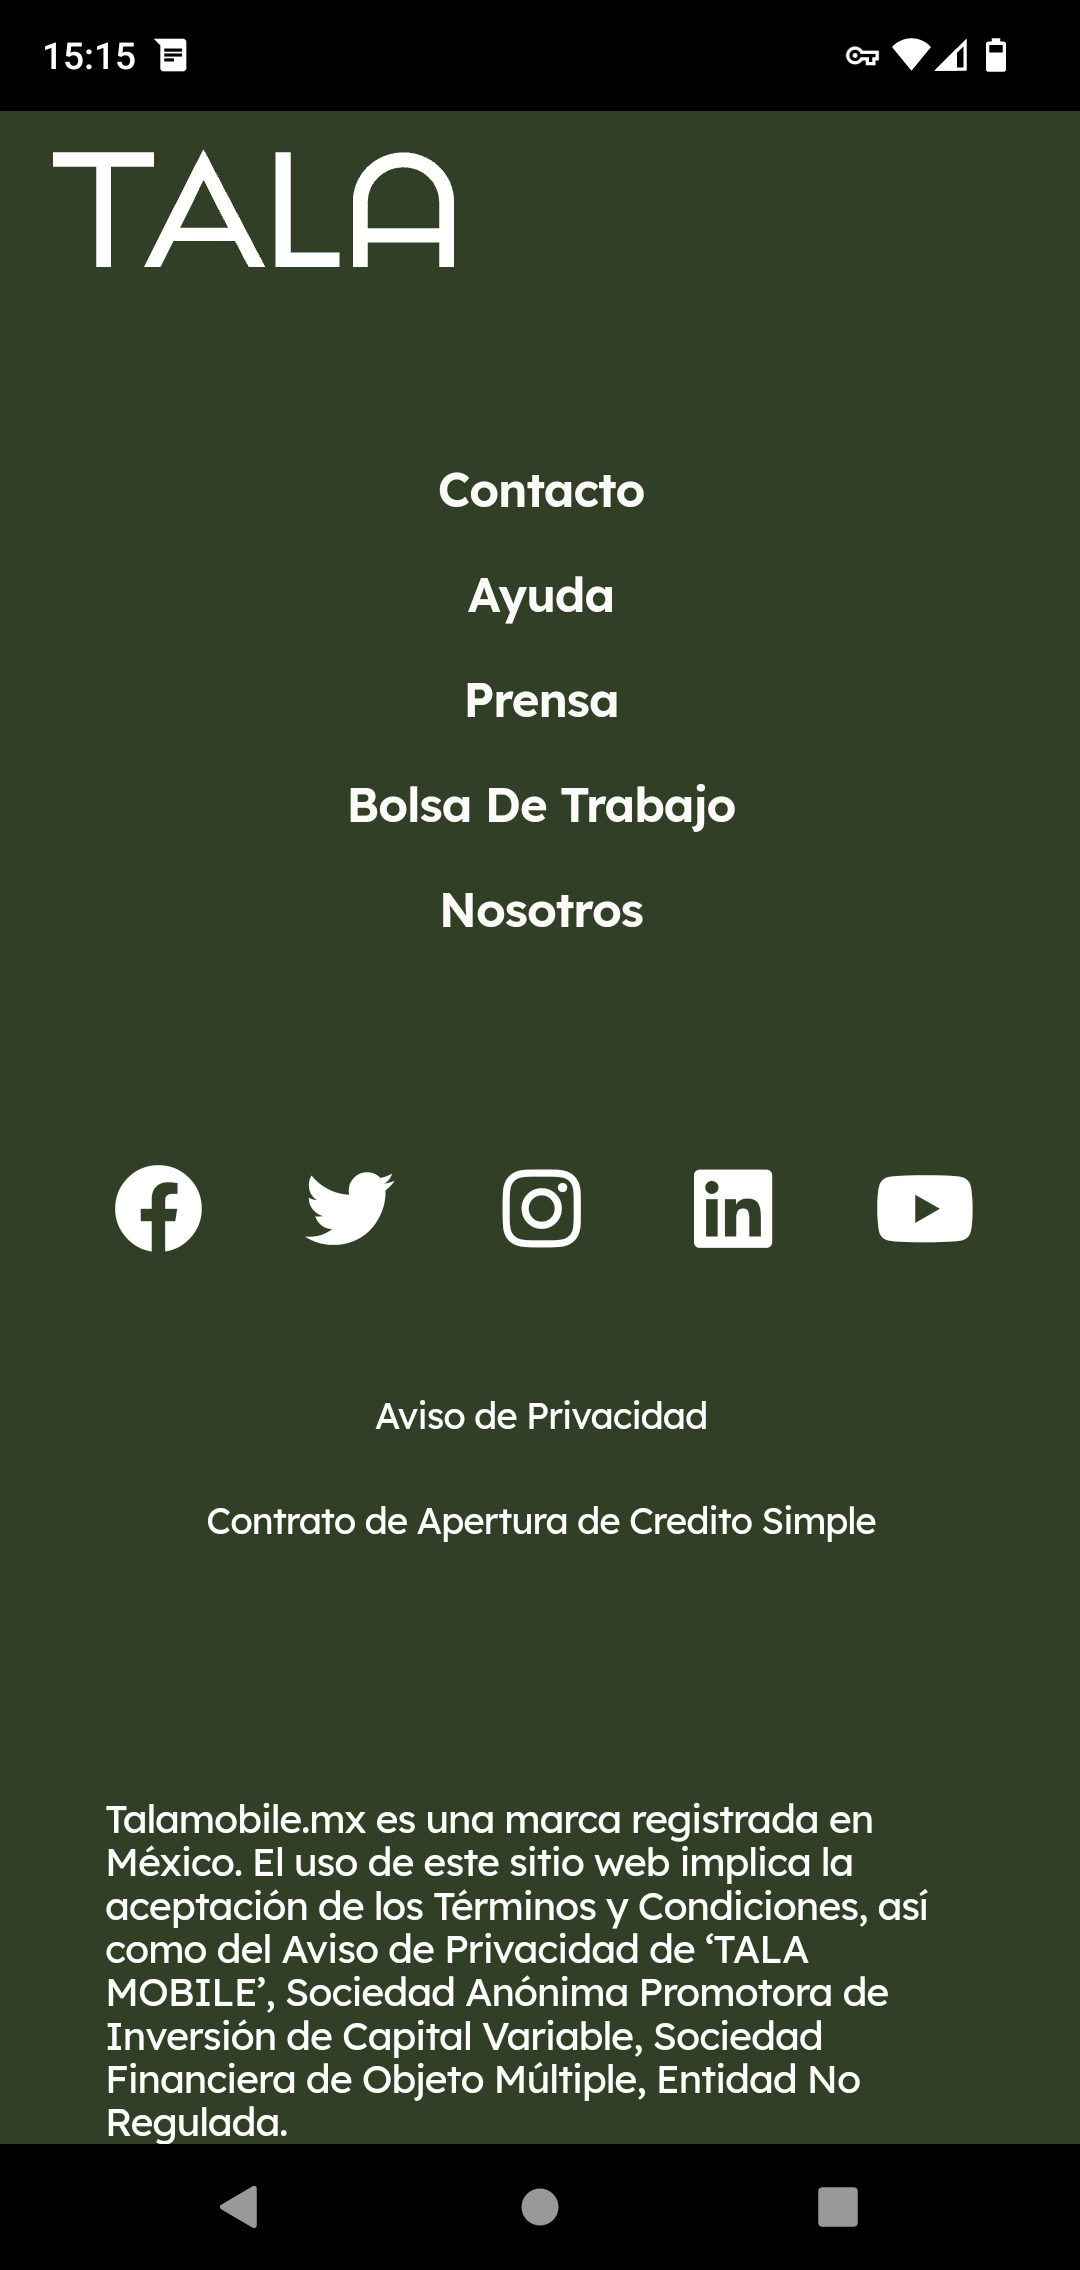 15:15
TALA
Contacto
Ayuda
Prensa
Bolsa De Trabajo
Nosotros
Aviso de Privacidad
Contrato de Apertura de Credito Simple
Talamobile.mx es una marca registrada en
México. El uso de este sitio web implica la
aceptación de los Términos y Condiciones, así
como del Aviso de Privacidad de ‘TALA
MOBILE’, Sociedad Anónima Promotora de
Inversión de Capital Variable, Sociedad
Financiera de Objeto Múltiple, Entidad No
Regulada.